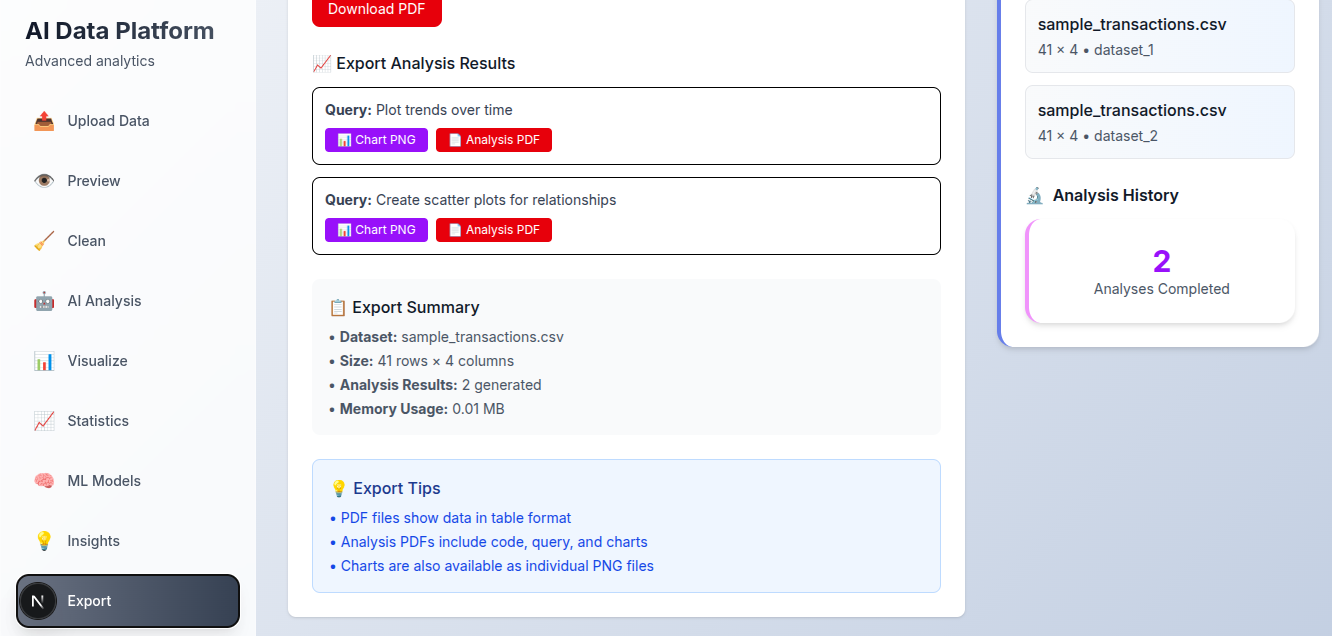 AI Data Platform
Advanced analytics
Upload Data
Preview
Clean
AI Analysis
Visualize
Statistics
ML Models
Insights
N
Export
Download PDF
Export Analysis Results
Query: Plot trends over time
Chart PNG
Analysis PDF
Query: Create scatter plots for relationships
Chart PNG
Analysis PDF
Export Summary
• Dataset: sample_transactions.csv
• Size: 41 rows × 4 columns
• Analysis Results: 2 generated
• Memory Usage: 0.01 MB
Export Tips
• PDF files show data in table format
• Analysis PDFs include code, query, and charts
• Charts are also available as individual PNG files
sample_transactions.csv
41 × 4 • dataset_1
sample_transactions.csv
41 × 4 • dataset_2
Analysis History
2
Analyses Completed